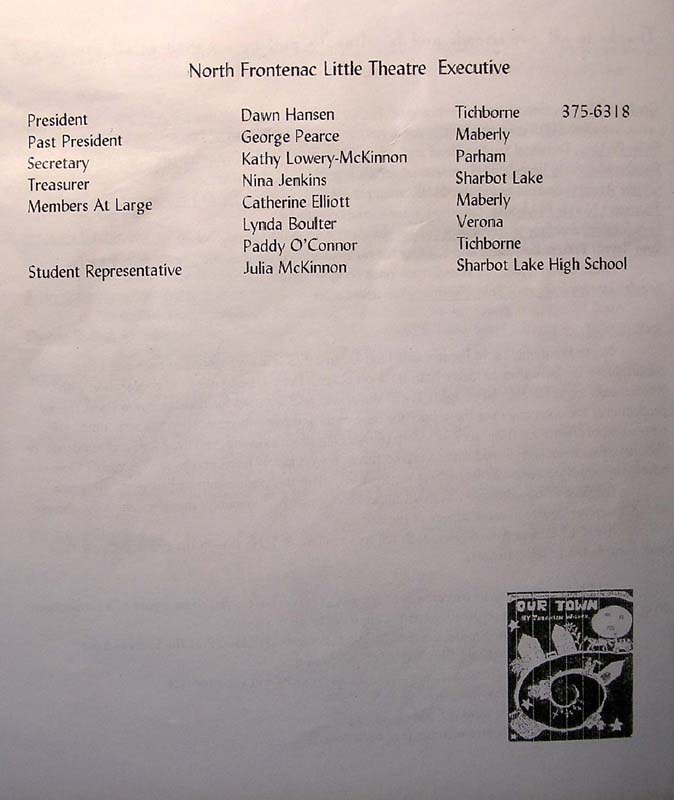 North Frontenac Little Theatre Executive
President Dawn Hansen Tichborne 375-6318
Past President George Pearce Maberly
Secretary Kathy Lowery-McKinnon Parham
Treasurer Nina Jenkins Sharbot Lake
Members At Large Catherine Elliott Maberly
Lynda Boulter Verona
Paddy O'Connor Tichborne
Student Representative Julia McKinnon Sharbot Lake High School
OUR TOWN
BY